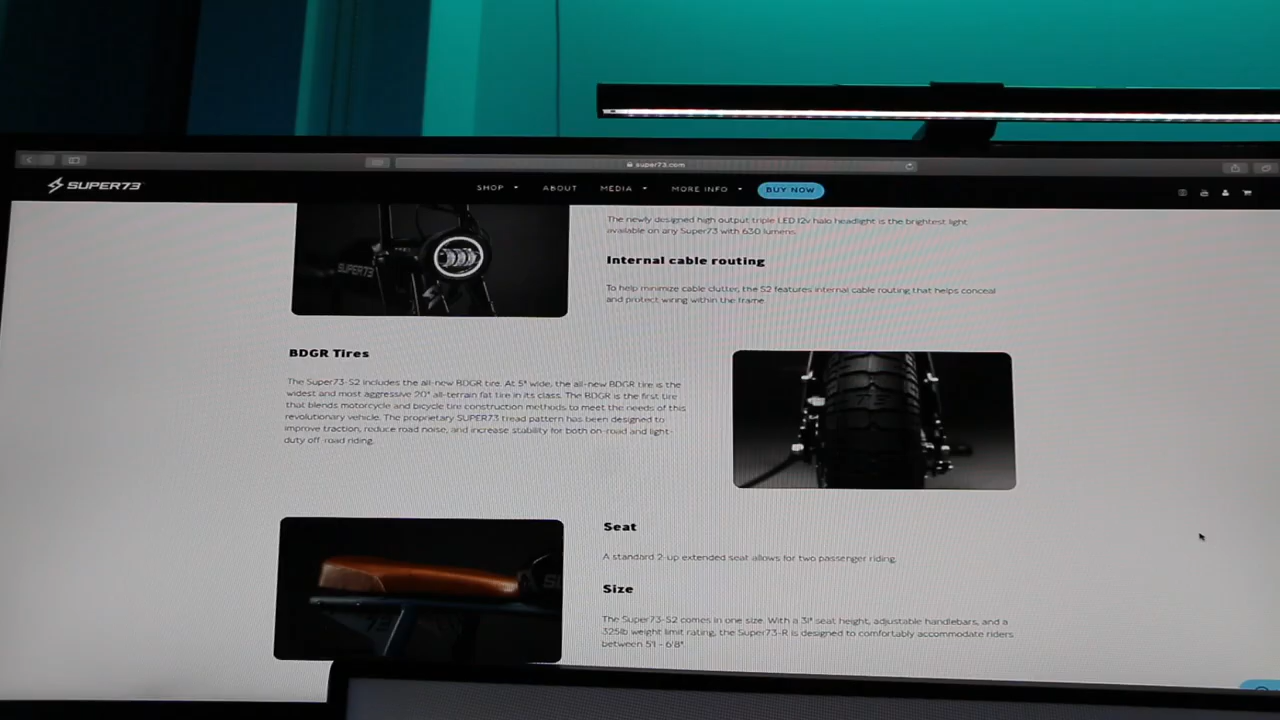 super73.com
SUPER73
SHOP
ABOUT
MEDIA
MORE INFO
BUY NOW
The newly designed high output triple LED 12v halo headlight is the brightest light
available on any Super73 with 630 lumens.
SUPER73
Internal cable routing
To help minimize cable clutter, the S2 features internal cable routing that helps conceal
and protect wiring within the frame
BDGR Tires
The Super73-S2 includes the all-new BDGR tire. At 5" wide, the all-new BDGR tire is the
widest and most aggressive 20" all-terrain fat tire in its class. The BDGR is the first tire
that blends motorcycle and bicycle tire construction methods to meet the needs of this
revolutionary vehicle. The proprietary SUPER73 tread pattern has been designed to
improve traction, reduce road noise, and increase stability for both on-road and light-
duty off-road riding.
73
Seat
A standard 2-up extended seat allows for two passenger riding.
Size
The Super73-S2 comes in one size. With a 31" seat height, adjustable handlebars, and a
325lb weight limit rating, the Super73-R is designed to comfortably accommodate riders
between 5'1 - 6'8"